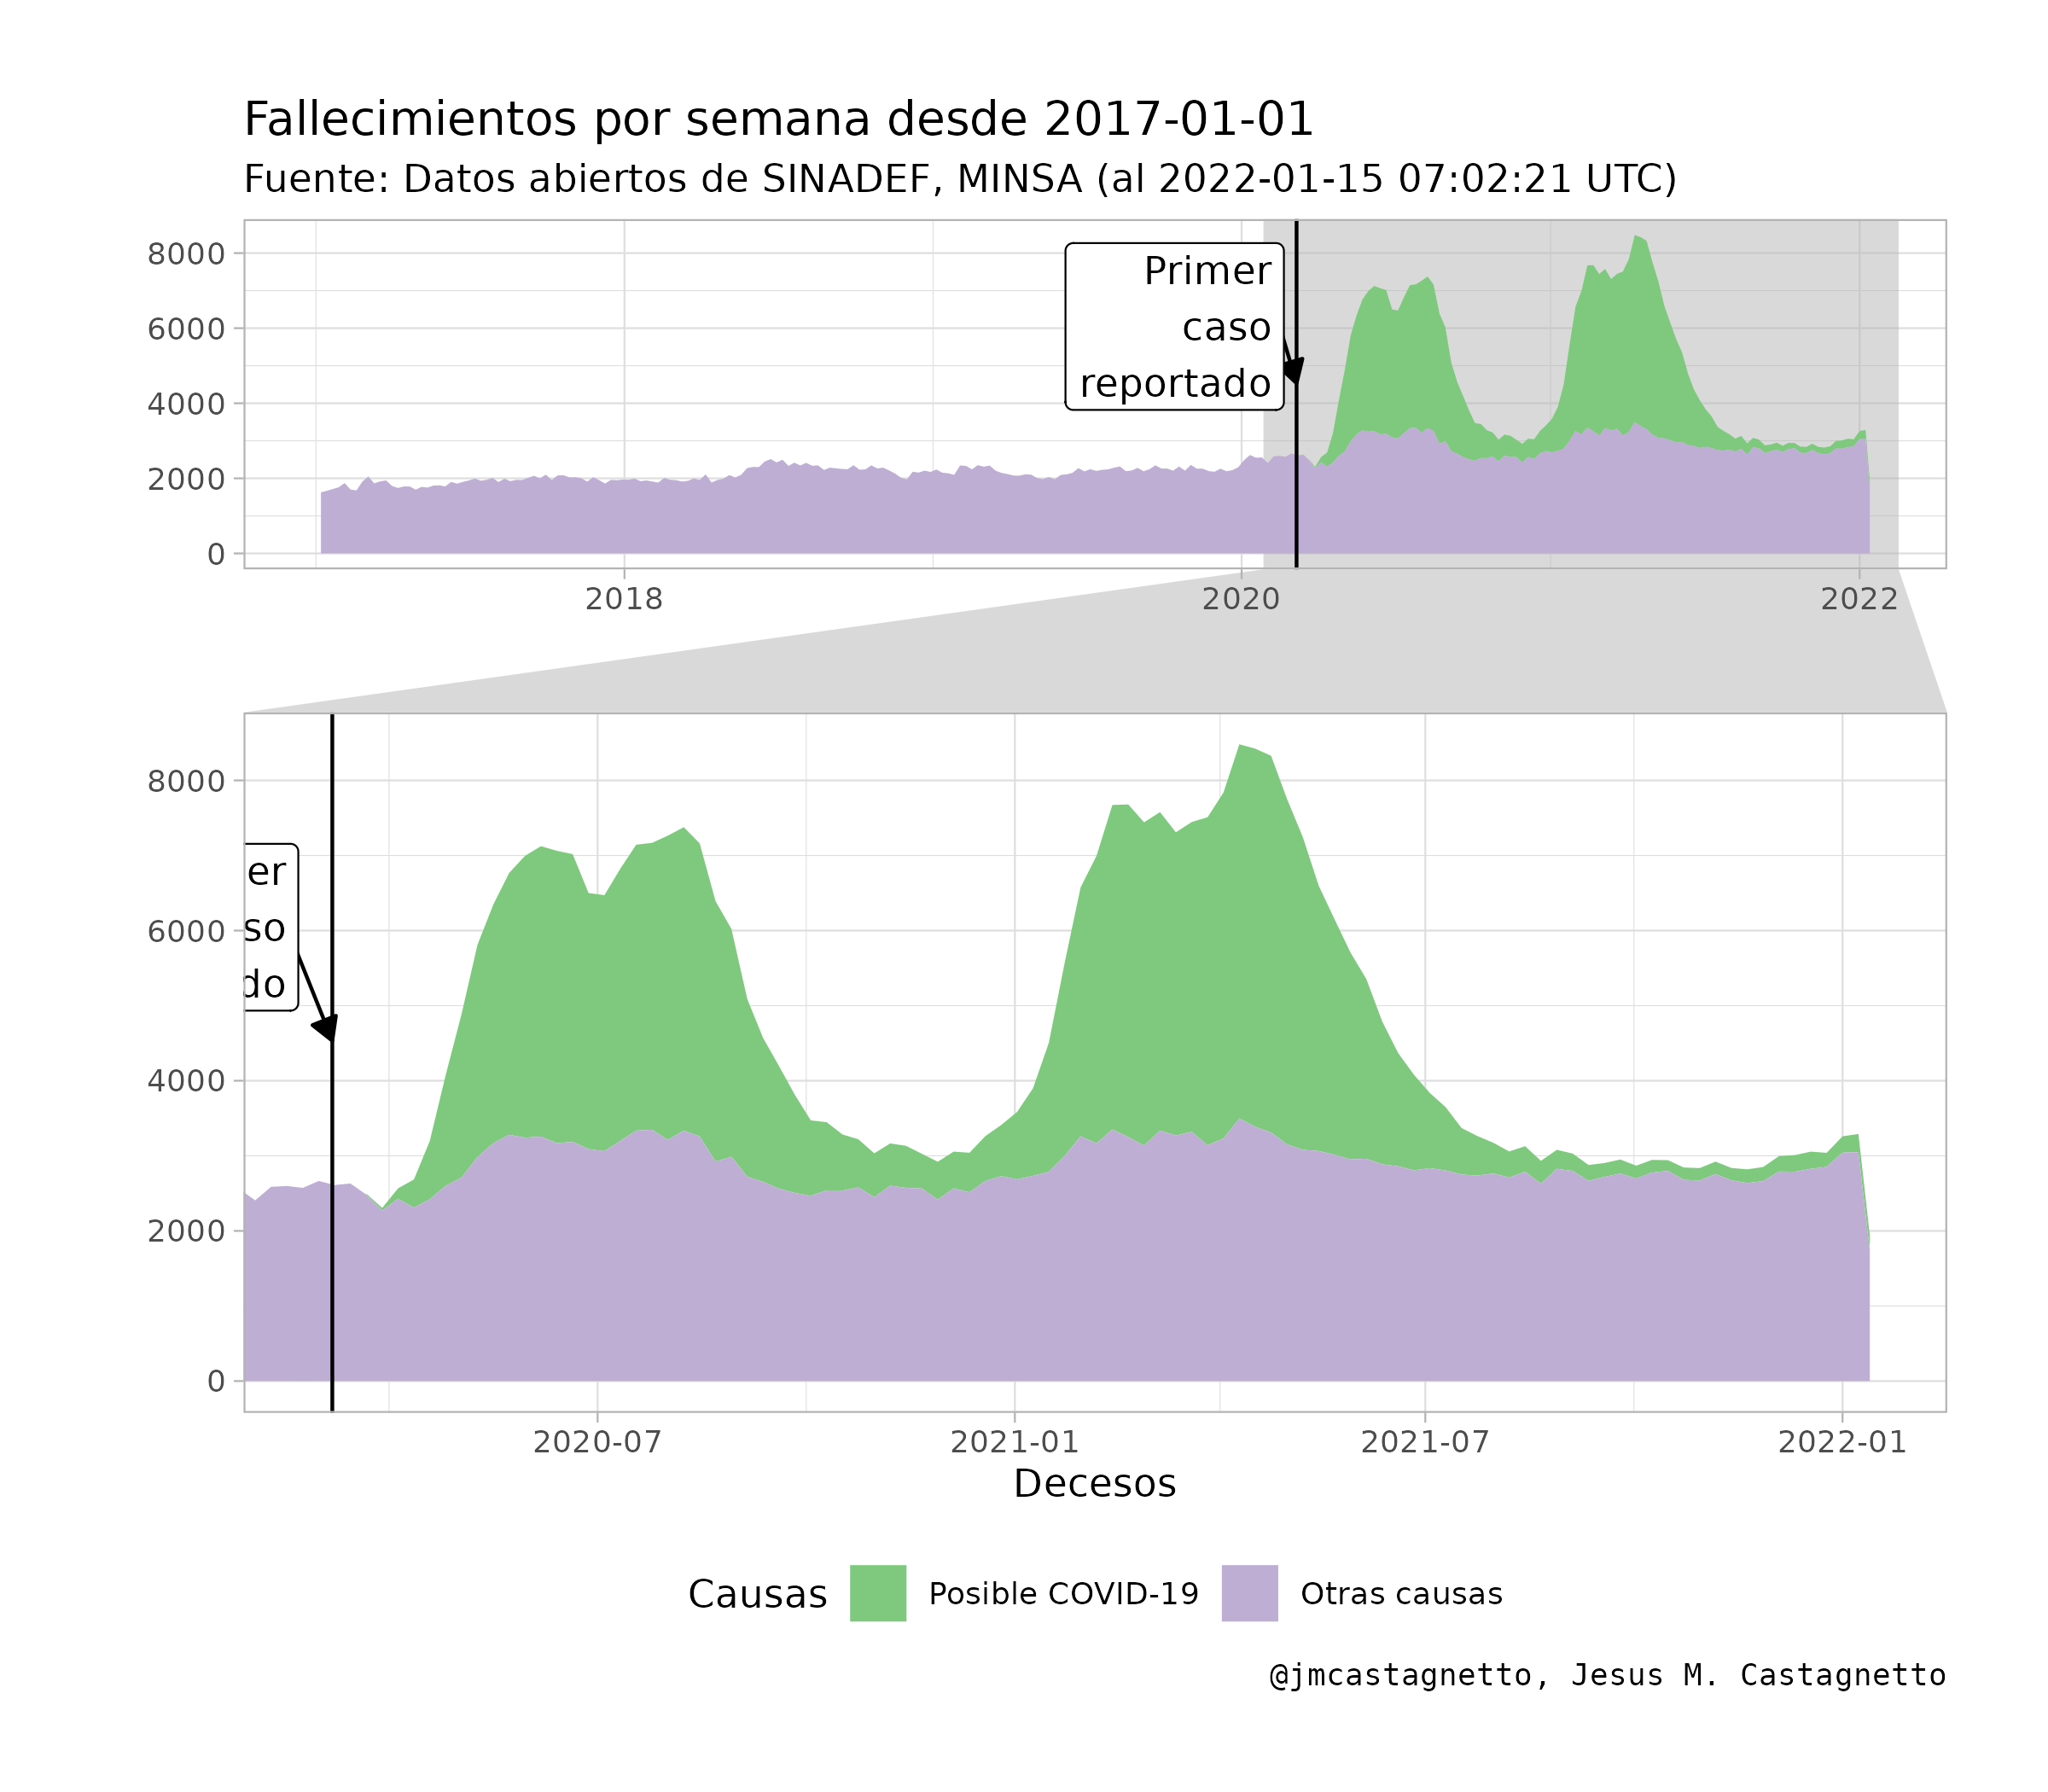 Fallecimientos por semana desde 2017-01-01
Fuente: Datos abiertos de SINADEF, MINSA (al 2022-01-15 07:02:21 UTC)
8000
6000
4000
2000
0
Primer
caso
reportado
2018
2020
2022
8000
6000
4000
2000
0
er
so
do
2020-07
2021-01
2021-07
2022-01
Decesos
Causas
Posible COVID-19
Otras causas
@jmcastagnetto, Jesus M. Castagnetto